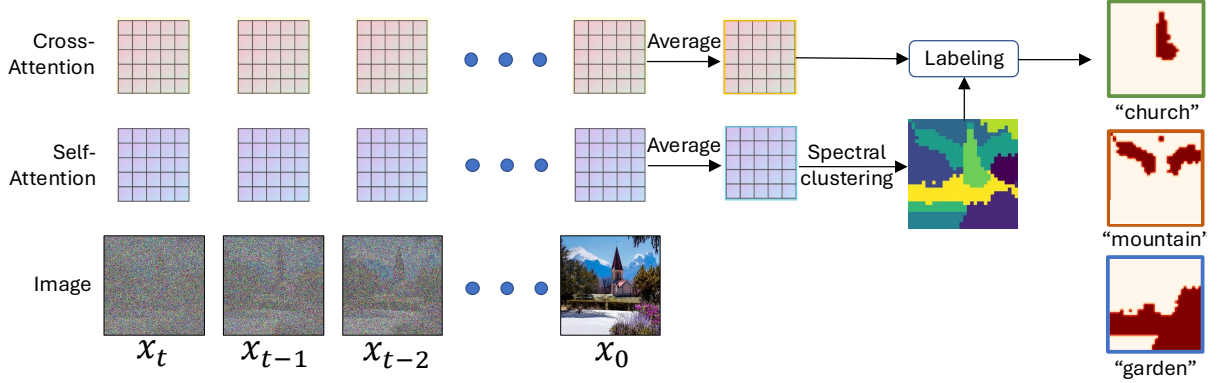 Cross-
Attention
Average
Labeling
"church"
Self-
Attention
Average
Spectral
clustering
"mountain'
Image
x_t
x_{t−1}
x_{t−2}
x_0
"garden"